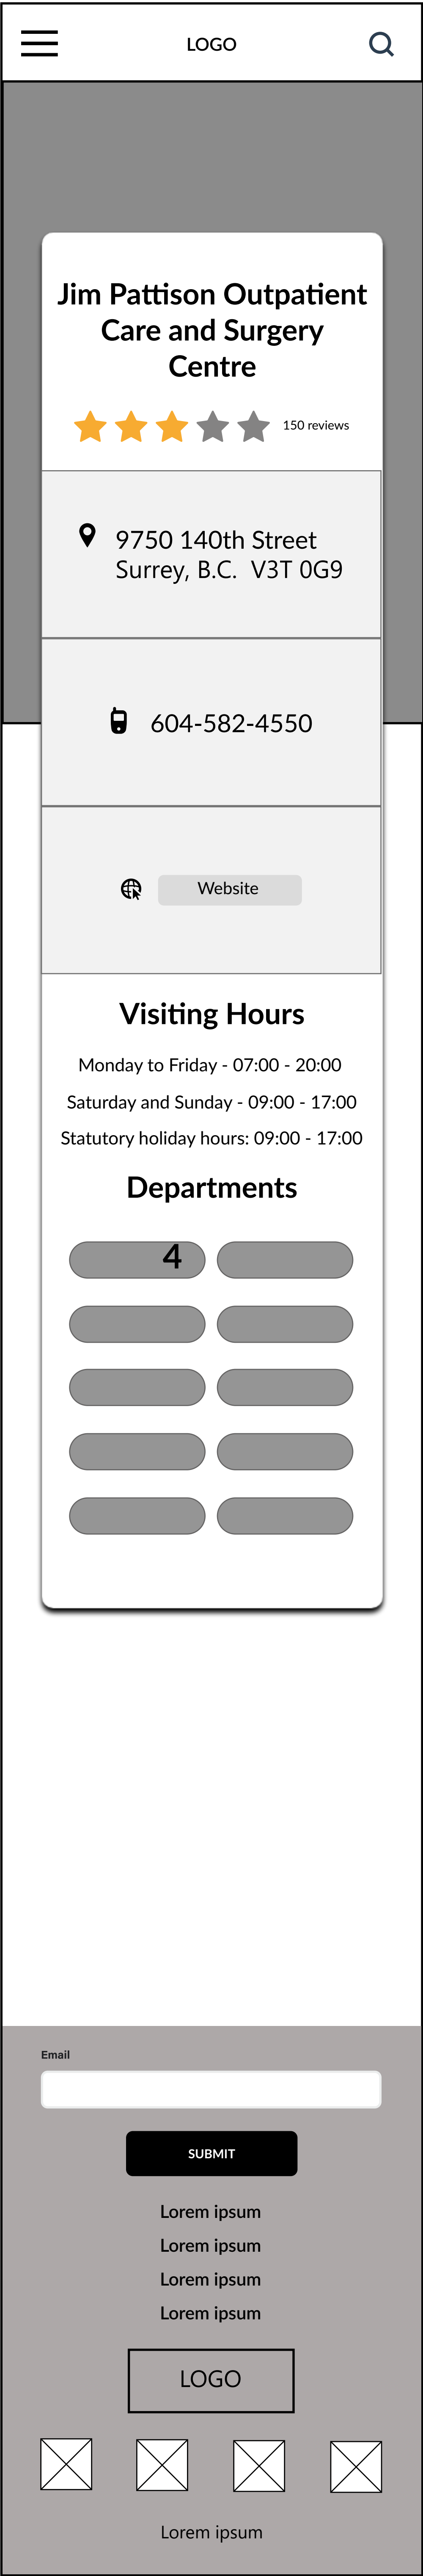 LOGO
Jim Pattison Outpatient
Care and Surgery
Centre
150 reviews
9750 140th Street
Surrey, B.C.  V3T 0G9
604-582-4550
Website
Visiting Hours
Monday to Friday - 07:00 - 20:00
Saturday and Sunday - 09:00 - 17:00
Statutory holiday hours: 09:00 - 17:00
Departments
4
Email
SUBMIT
Lorem ipsum
Lorem ipsum
Lorem ipsum
Lorem ipsum
LOGO
Lorem ipsum